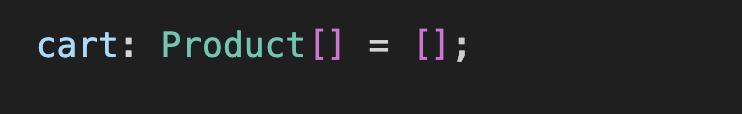 cart: Product[] = [];